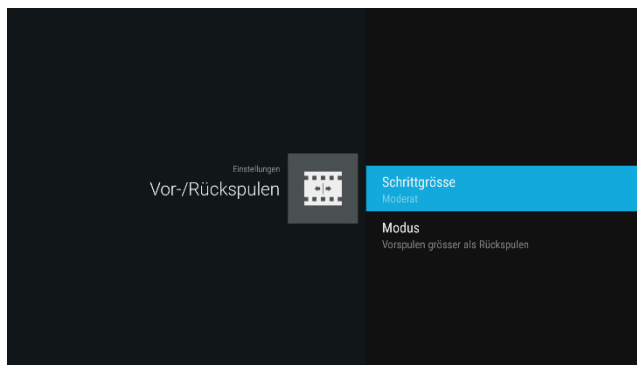 Einstellungen
Vor-/Rückspulen
Schrittgrösse
Moderat
Modus
Vorspulen grösser als Rückspulen